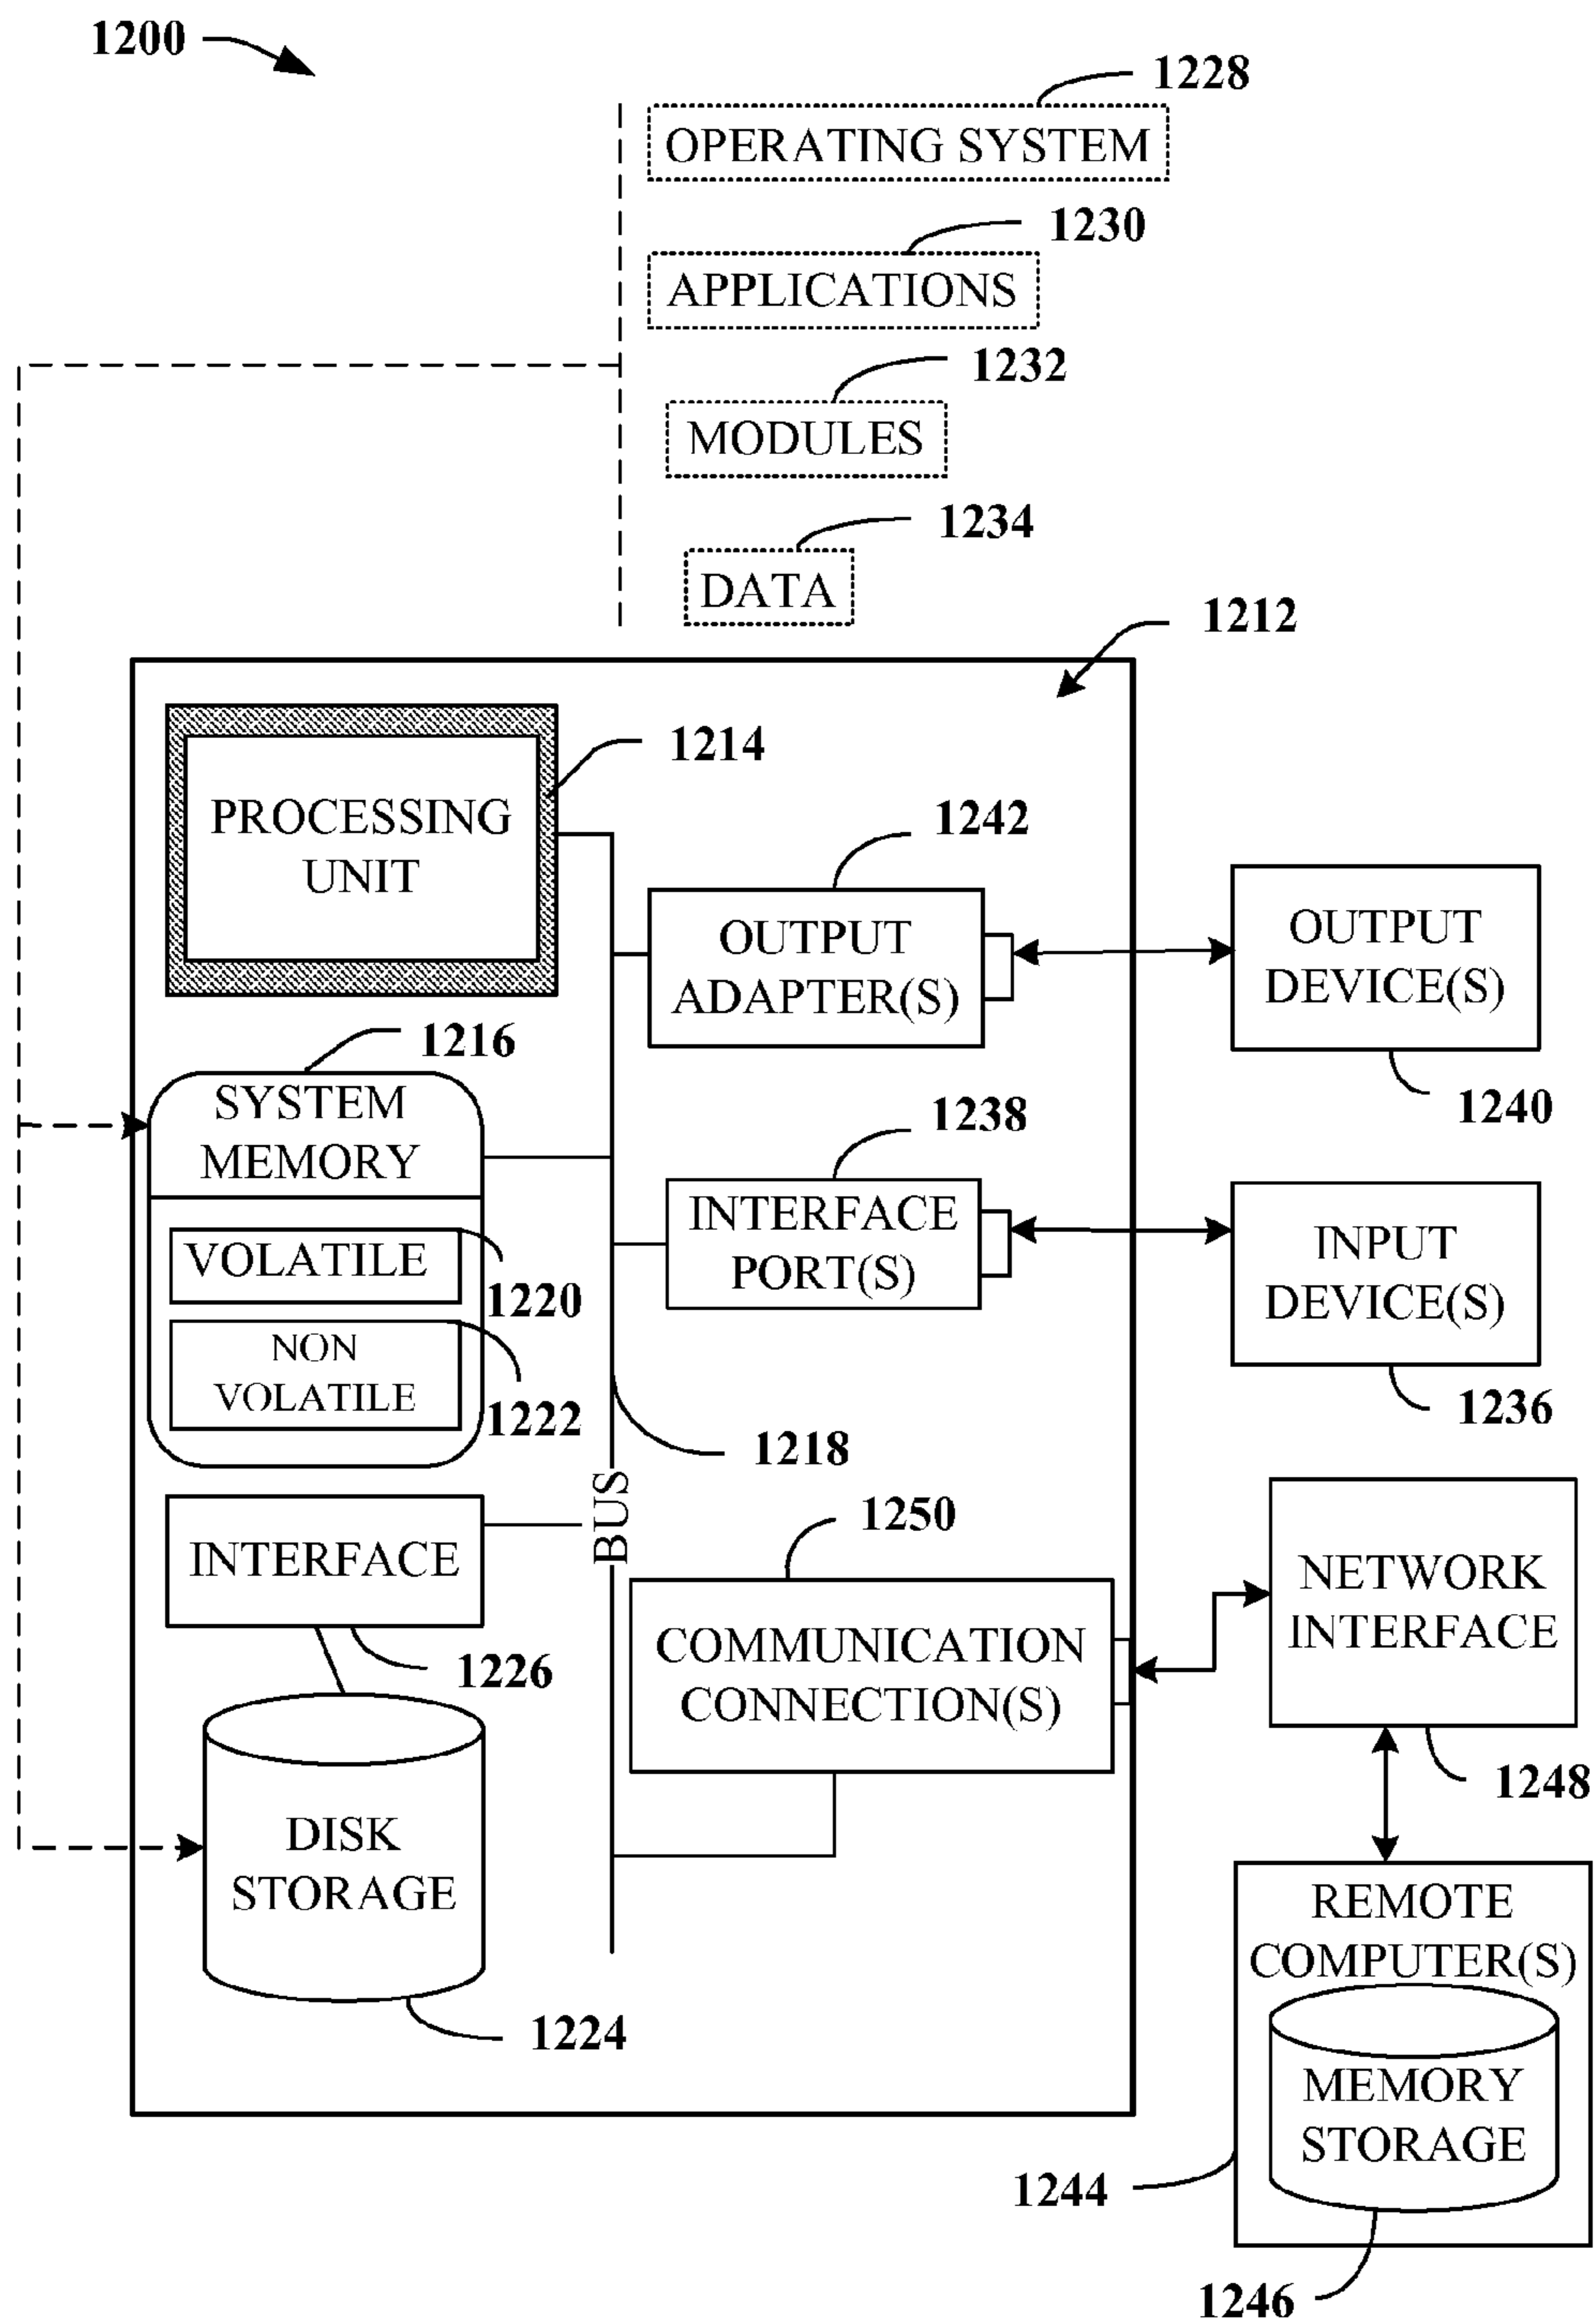 1200
1228
OPERATING SYSTEM
1230
APPLICATIONS
1232
MODULES
1234
DATA
1212
1214
PROCESSING
UNIT
1242
OUTPUT
ADAPTER(S)
OUTPUT
DEVICE(S)
1240
1216
SYSTEM
MEMORY
1238
INTERFACE
PORT(S)
INPUT
DEVICE(S)
1236
VOLATILE
1220
NON
VOLATILE
1222
1218
BUS
1250
INTERFACE
1226
COMMUNICATION
CONNECTION(S)
NETWORK
INTERFACE
1248
DISK
STORAGE
1224
REMOTE
COMPUTER(S)
MEMORY
STORAGE
1244
1246